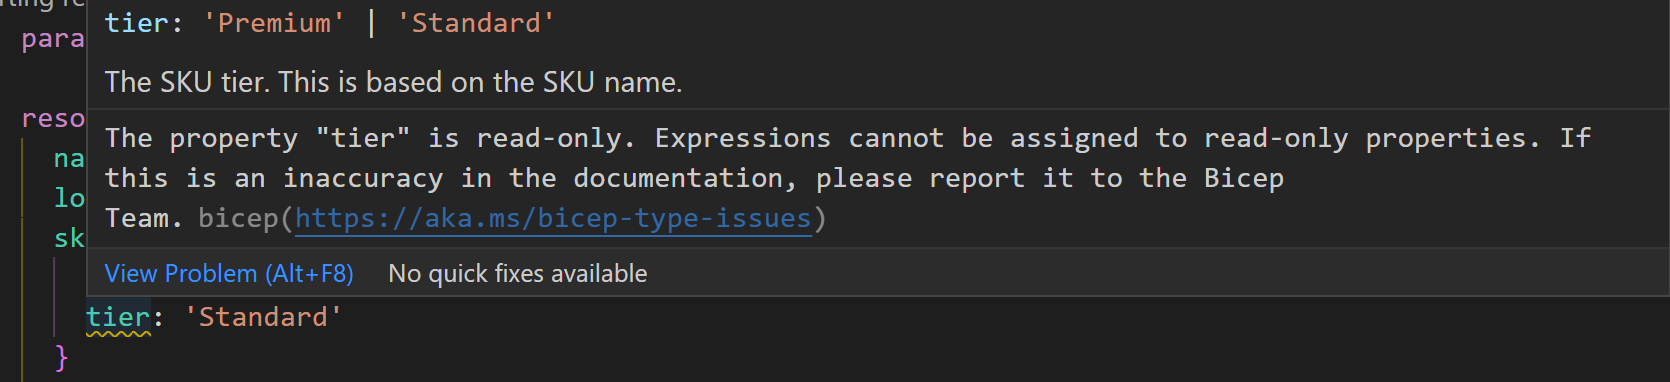 tier: 'Premium' | 'Standard'
para
The SKU tier. This is based on the SKU name.
reso
The property "tier" is read-only. Expressions cannot be assigned to read-only properties. If
na
this is an inaccuracy in the documentation, please report it to the Bicep
lo
Team. bicep(https://aka.ms/bicep-type-issues)
sk
View Problem (Alt+F8) No quick fixes available
tier: 'Standard'
}